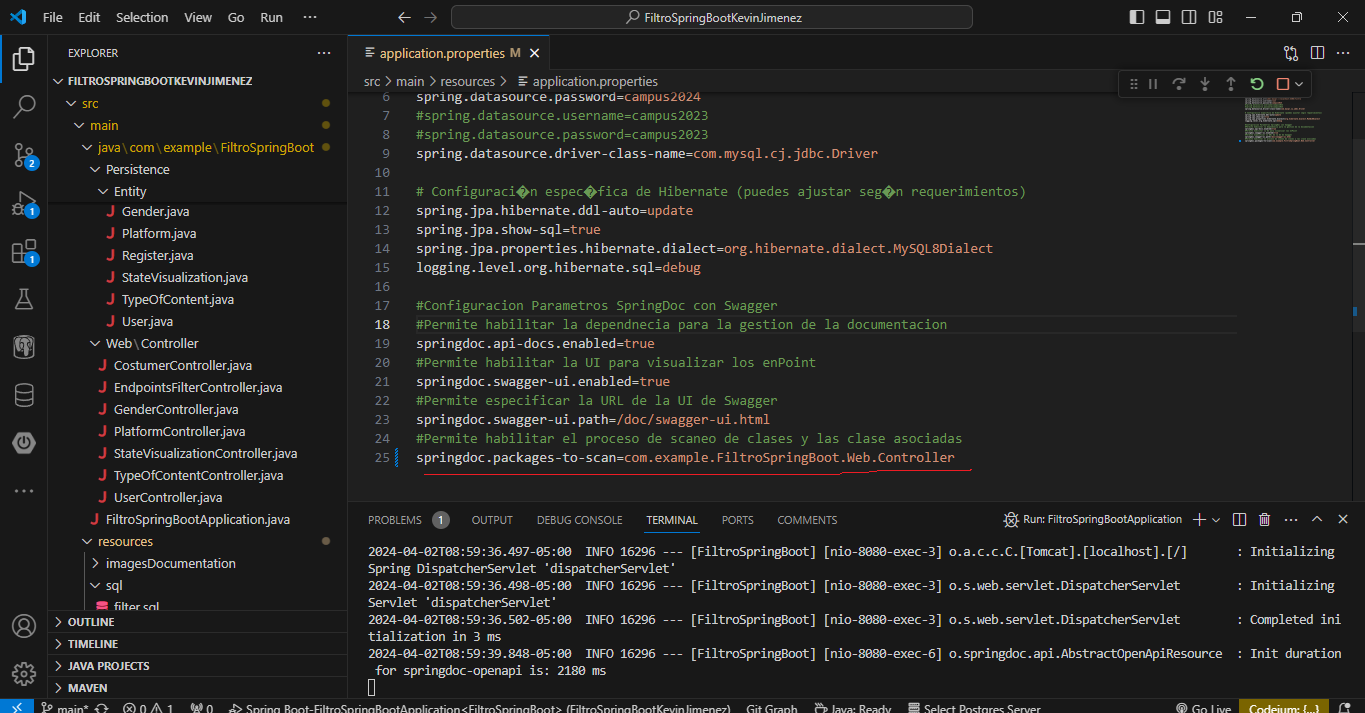 File Edit Selection View Go Run ··· FiltroSpringBootKevinJimenez
EXPLORER ···
FILTROSPRINGBOOTKEVINJIMENEZ
src
main
java\com\example\FiltroSpringBoot
Persistence
Entity
Gender.java
Platform.java
Register.java
StateVisualization.java
TypeOfContent.java
User.java
Web\Controller
CostumerController.java
EndpointsFilterController.java
GenderController.java
PlatformController.java
StateVisualizationController.java
TypeOfContentController.java
UserController.java
FiltroSpringBootApplication.java
resources
imagesDocumentation
sql
filter.sql
OUTLINE
TIMELINE
JAVA PROJECTS
MAVEN
2
1
1
application.properties M
src > main > resources > application.properties
6 spring.datasource.password=campus2024
7 #spring.datasource.username=campus2023
8 #spring.datasource.password=campus2023
9 spring.datasource.driver-class-name=com.mysql.cj.jdbc.Driver
10
11 # Configuraci�n espec�fica de Hibernate (puedes ajustar seg�n requerimientos)
12 spring.jpa.hibernate.ddl-auto=update
13 spring.jpa.show-sql=true
14 spring.jpa.properties.hibernate.dialect=org.hibernate.dialect.MySQL8Dialect
15 logging.level.org.hibernate.sql=debug
16
17 #Configuracion Parametros SpringDoc con Swagger
18 #Permite habilitar la dependnecia para la gestion de la documentacion
19 springdoc.api-docs.enabled=true
20 #Permite habilitar la UI para visualizar los enPoint
21 springdoc.swagger-ui.enabled=true
22 #Permite especificar la URL de la UI de Swagger
23 springdoc.swagger-ui.path=/doc/swagger-ui.html
24 #Permite habilitar el proceso de scaneo de clases y las clase asociadas
25 springdoc.packages-to-scan=com.example.FiltroSpringBoot.Web.Controller
PROBLEMS 1 OUTPUT DEBUG CONSOLE TERMINAL PORTS COMMENTS Run: FiltroSpringBootApplication
2024-04-02T08:59:36.497-05:00 INFO 16296 --- [FiltroSpringBoot] [nio-8080-exec-3] o.a.c.c.C.[Tomcat].[localhost].[/] : Initializing
Spring DispatcherServlet 'dispatcherServlet'
2024-04-02T08:59:36.498-05:00 INFO 16296 --- [FiltroSpringBoot] [nio-8080-exec-3] o.s.web.servlet.DispatcherServlet : Initializing
Servlet 'dispatcherServlet'
2024-04-02T08:59:36.502-05:00 INFO 16296 --- [FiltroSpringBoot] [nio-8080-exec-3] o.s.web.servlet.DispatcherServlet : Completed ini
tialization in 3 ms
2024-04-02T08:59:39.848-05:00 INFO 16296 --- [FiltroSpringBoot] [nio-8080-exec-6] o.springdoc.api.AbstractOpenApiResource : Init duration
for springdoc-openapi is: 2180 ms
main* 0 1 0 Spring Boot-FiltroSpringBootApplication<FiltroSpringBoot> (FiltroSpringBootKevinJimenez) Git Graph Java: Ready Select Postgres Server Go Live Codeium: {...}